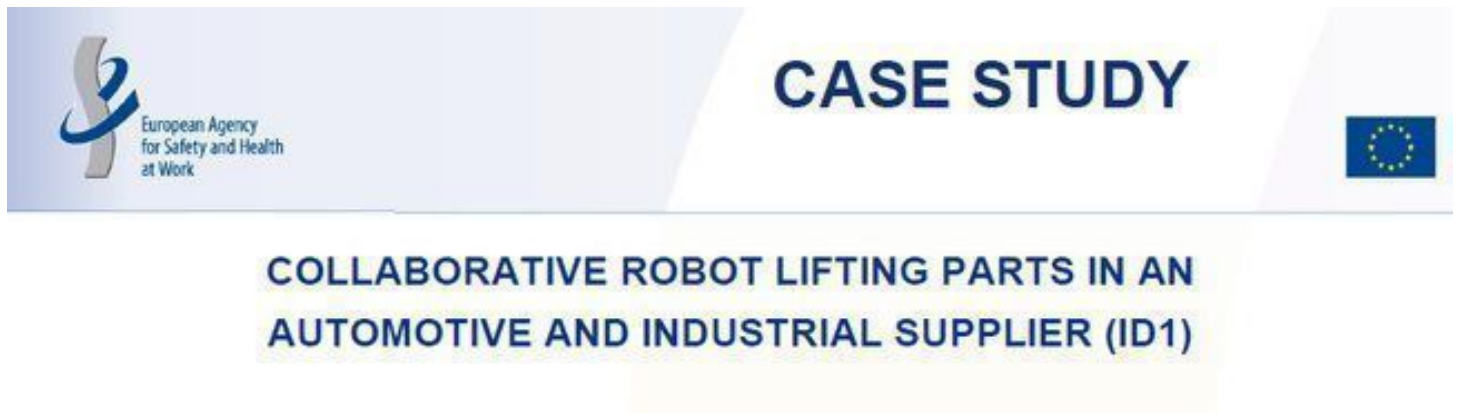 European Agency
for Safety and Health
at Work
CASE STUDY
COLLABORATIVE ROBOT LIFTING PARTS IN AN
AUTOMOTIVE AND INDUSTRIAL SUPPLIER (ID1)